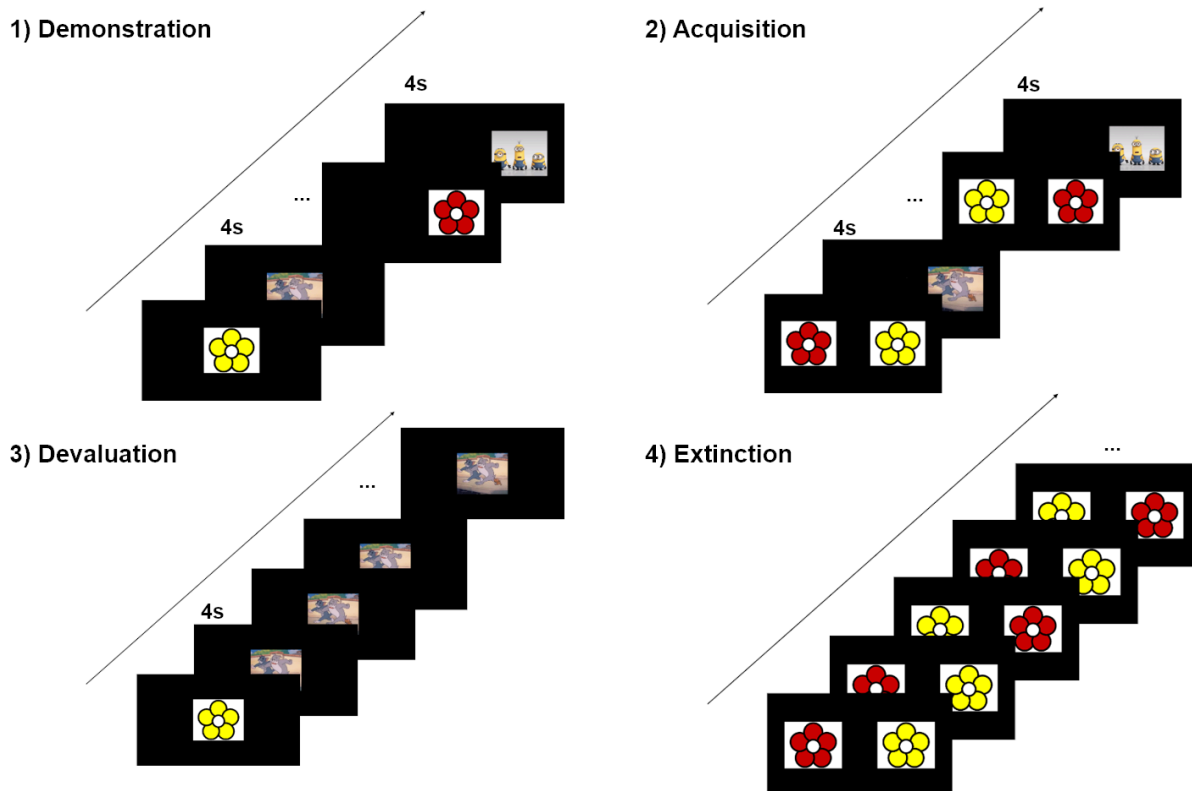 1) Demonstration
4s
...
4s
2) Acquisition
4s
...
4s
3) Devaluation
...
4s
4) Extinction
...